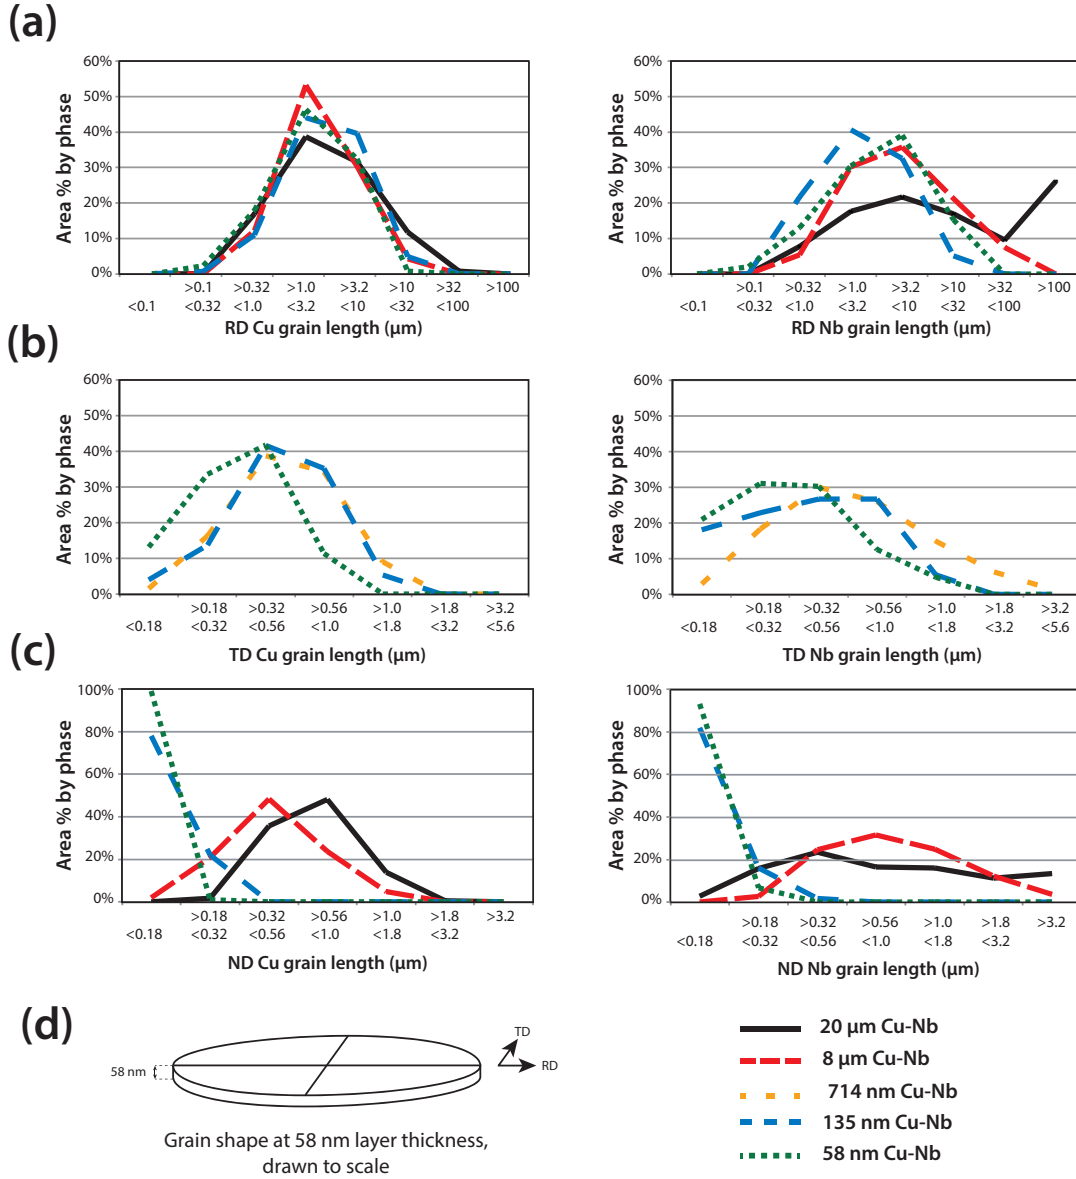 (a)
60%
50%
40%
30%
20%
10%
0%
Area % by phase
>0.1 >0.32 >1.0 >3.2 >10 >32
<0.1 <0.32 <1.0 <3.2 <10 <32 <100 >100
RD Cu grain length (µm)
60%
50%
40%
30%
20%
10%
0%
Area % by phase
>0.1 >0.32 >1.0 >3.2 >10 >32 >100
<0.1 <0.32 <1.0 <3.2 <10 <32 <100
RD Nb grain length (µm)
(b)
60%
50%
40%
30%
20%
10%
0%
Area % by phase
>0.18 >0.32 >0.56 >1.0 >1.8 >3.2
<0.18 <0.32 <0.56 <1.0 <1.8 <3.2 <5.6
TD Cu grain length (µm)
60%
50%
40%
30%
20%
10%
0%
Area % by phase
>0.18 >0.32 >0.56 >1.0 >1.8 >3.2
<0.18 <0.32 <0.56 <1.0 <1.8 <3.2 <5.6
TD Nb grain length (µm)
(c)
100%
80%
60%
40%
20%
0%
Area % by phase
>0.18 >0.32 >0.56 >1.0 >1.8 >3.2
<0.18 <0.32 <0.56 <1.0 <1.8 <3.2
ND Cu grain length (µm)
100%
80%
60%
40%
20%
0%
Area % by phase
>0.18 >0.32 >0.56 >1.0 >1.8 >3.2
<0.18 <0.32 <0.56 <1.0 <1.8 <3.2
ND Nb grain length (µm)
(d)
58 nm
TD
RD
Grain shape at 58 nm layer thickness,
drawn to scale
20 µm Cu-Nb
8 µm Cu-Nb
714 nm Cu-Nb
135 nm Cu-Nb
58 nm Cu-Nb